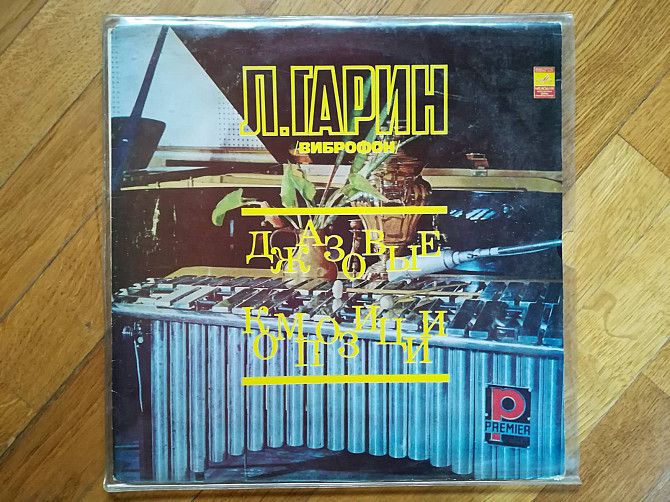 Л.ГАРИН
/ВИБРОФОН/
ДЖАЗОВЫЕ
КОМПОЗИЦИИ
P
PREMIER